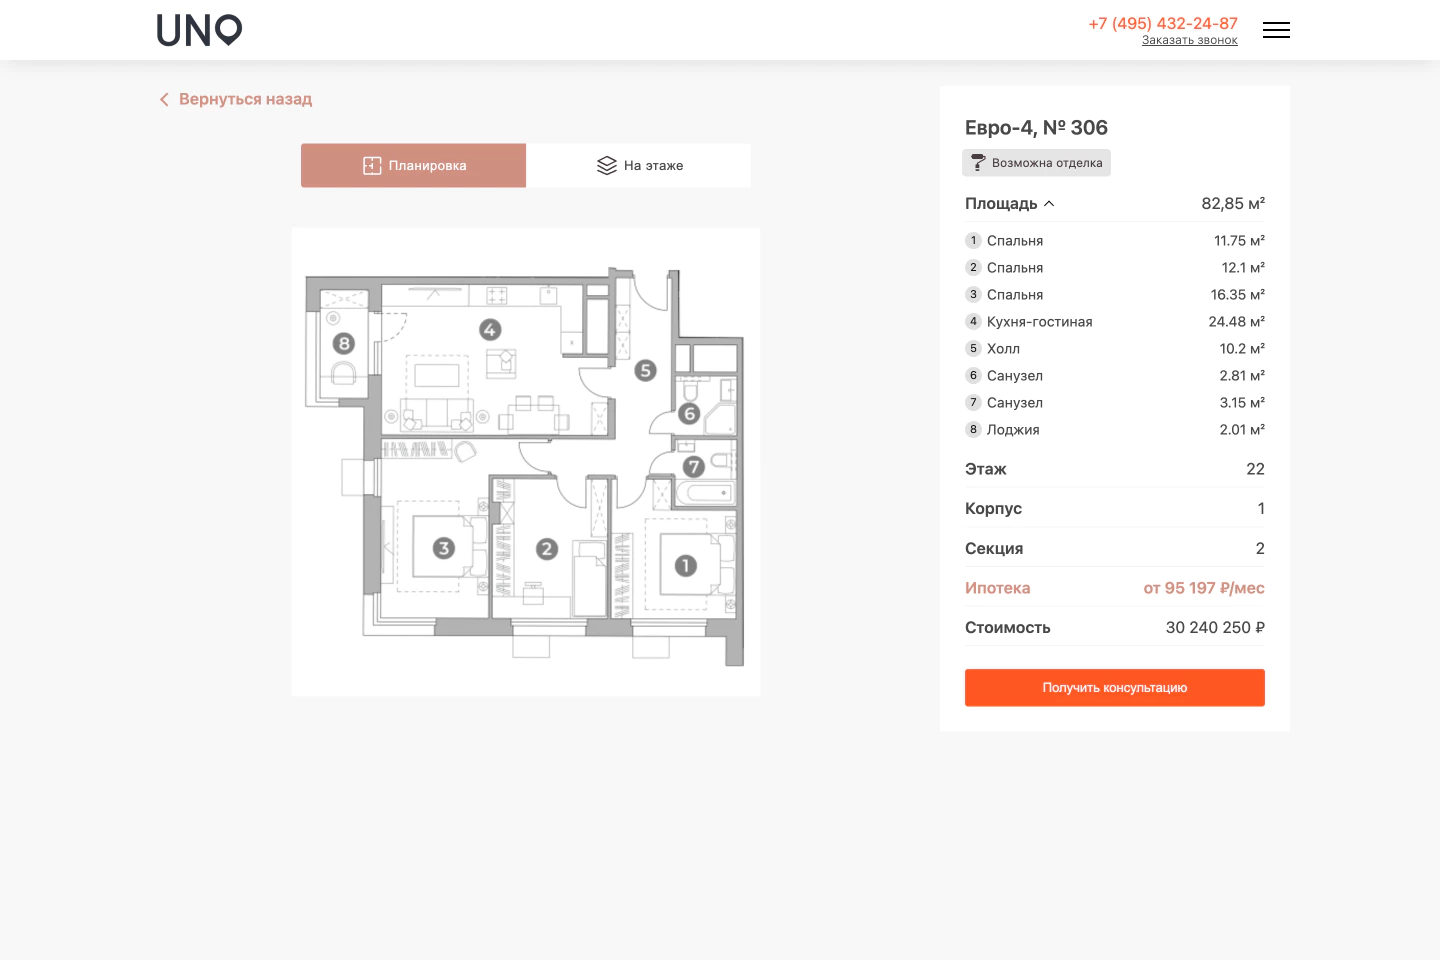 UNO
+7 (495) 432-24-87
Заказать звонок
Вернуться назад
Планировка
На этаже
8
4
5
6
7
3
2
1
Евро-4, № 306
Возможна отделка
Площадь 82,85 м²
1 Спальня 11.75 м²
2 Спальня 12.1 м²
3 Спальня 16.35 м²
4 Кухня-гостиная 24.48 м²
5 Холл 10.2 м²
6 Санузел 2.81 м²
7 Санузел 3.15 м²
8 Лоджия 2.01 м²
Этаж 22
Корпус 1
Секция 2
Ипотека от 95 197 ₽/мес
Стоимость 30 240 250 ₽
Получить консультацию